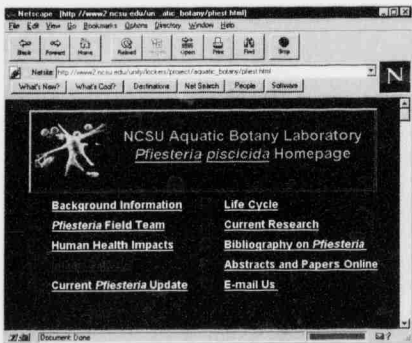 Netscape - [http://www2.ncsu.edu/un...atic_botany/pfiest.html]
File Edit View Go Bookmarks Options Directory Window Help
Back Forward Home Reload Open Print Find Stop
Netsite: http://www2.ncsu.edu/unity/lockers/project/aquatic_botany/pfiest.html
What's New? What's Cool? Destinations Net Search People Software
N
NCSU Aquatic Botany Laboratory
Pfiesteria piscicida Homepage
Background Information Life Cycle
Pfiesteria Field Team Current Research
Human Health Impacts Bibliography on Pfiesteria
Abstracts and Papers Online
Current Pfiesteria Update E-mail Us
Document: Done